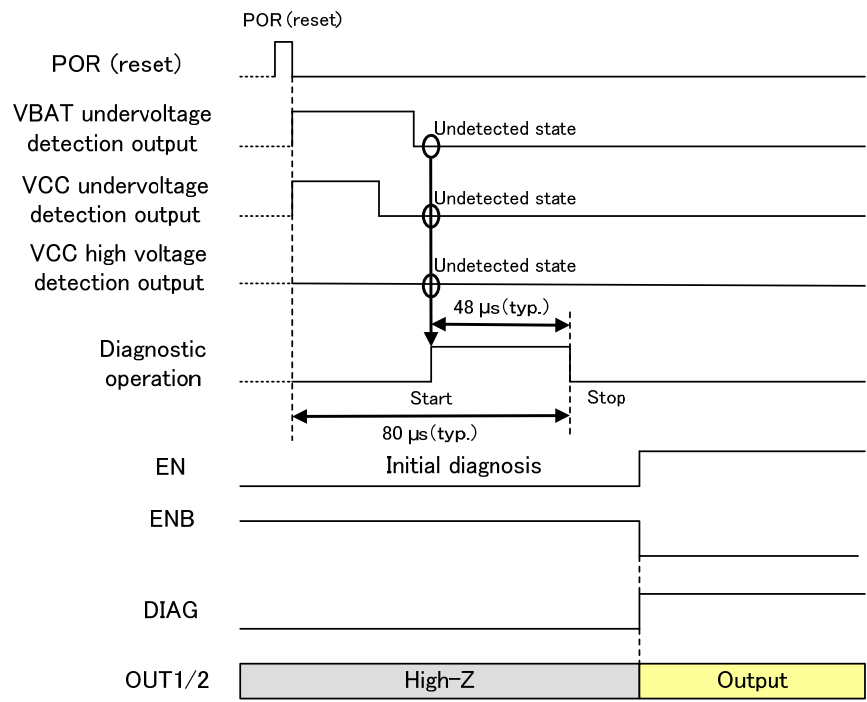 POR (reset)
POR (reset)
VBAT undervoltage
detection output
Undetected state
VCC undervoltage
detection output
Undetected state
VCC high voltage
detection output
Undetected state
48 μs(typ.)
Diagnostic
operation
Start
Stop
80 μs(typ.)
EN
Initial diagnosis
ENB
DIAG
OUT1/2
High-Z
Output